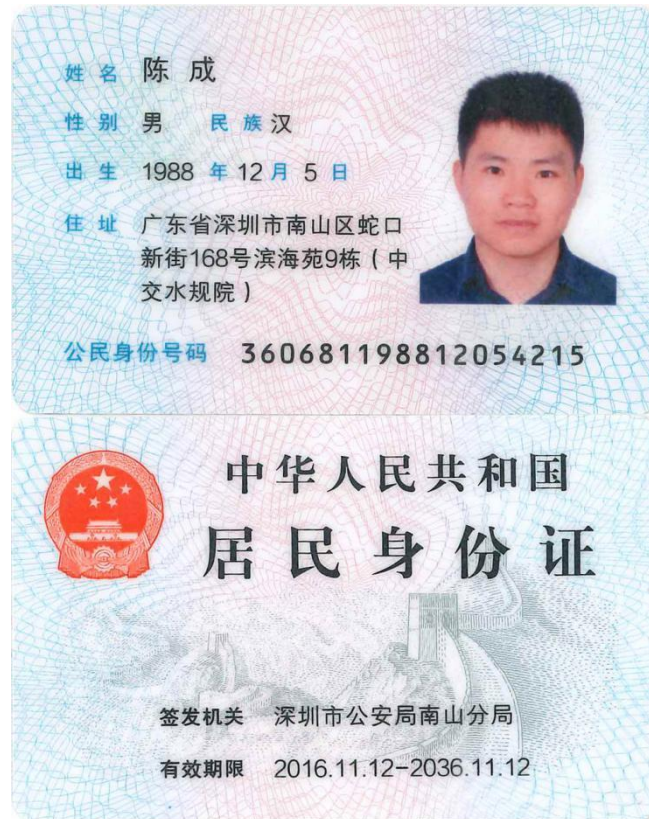 姓名 陈成
性别 男 民族 汉
出生 1988 年 12 月 5 日
住址 广东省深圳市南山区蛇口
新街168号滨海苑9栋（中
交水规院）
公民身份号码 360681198812054215
中华人民共和国
居民身份证
签发机关 深圳市公安局南山分局
有效期限 2016.11.12-2036.11.12